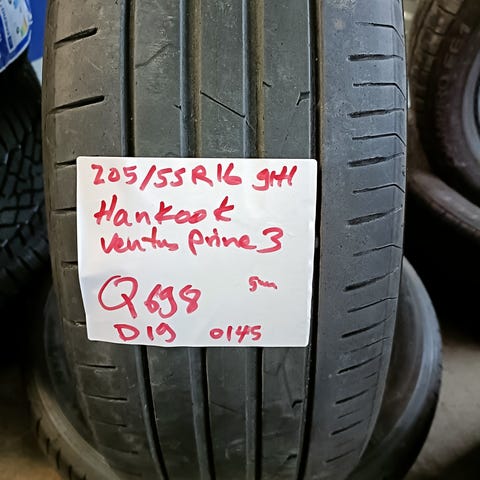 205/55R16 91H
Hankook
ventus prime 3
5mm
Q698
D19 0145